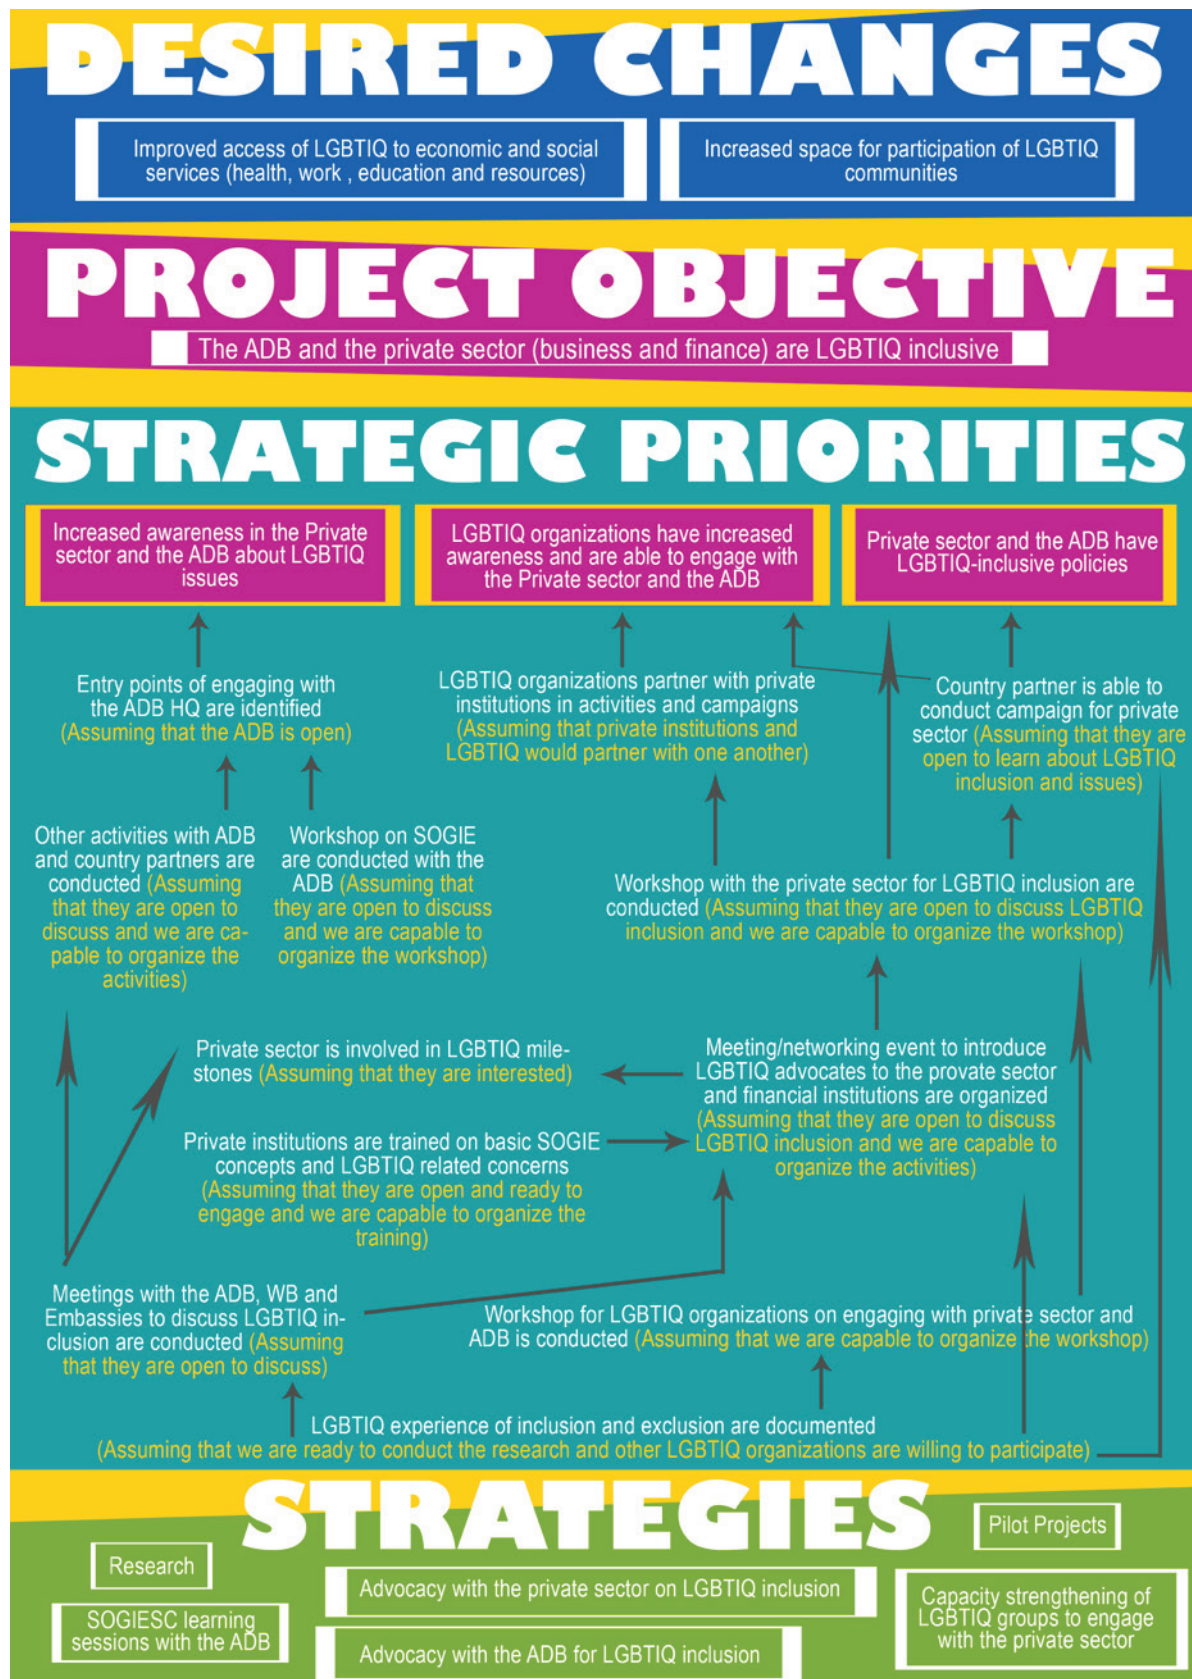 DESIRED CHANGES
Improved access of LGBTIQ to economic and social
services (health, work , education and resources)
Increased space for participation of LGBTIQ
communities
PROJECT OBJECTIVE
The ADB and the private sector (business and finance) are LGBTIQ inclusive
STRATEGIC PRIORITIES
Increased awareness in the Private
sector and the ADB about LGBTIQ
issues
LGBTIQ organizations have increased
awareness and are able to engage with
the Private sector and the ADB
Private sector and the ADB have
LGBTIQ-inclusive policies
Entry points of engaging with
the ADB HQ are identified
(Assuming that the ADB is open)
LGBTIQ organizations partner with private
institutions in activities and campaigns
(Assuming that private institutions and
LGBTIQ would partner with one another)
Country partner is able to
conduct campaign for private
sector (Assuming that they are
open to learn about LGBTIQ
inclusion and issues)
Other activities with ADB
and country partners are
conducted (Assuming
that they are open to
discuss and we are ca-
pable to organize the
activities)
Workshop on SOGIE
are conducted with the
ADB (Assuming that
they are open to discuss
and we are capable to
organize the workshop)
Workshop with the private sector for LGBTIQ inclusion are
conducted (Assuming that they are open to discuss LGBTIQ
inclusion and we are capable to organize the workshop)
Private sector is involved in LGBTIQ mile-
stones (Assuming that they are interested)
Meeting/networking event to introduce
LGBTIQ advocates to the provate sector
and financial institutions are organized
(Assuming that they are open to discuss
LGBTIQ inclusion and we are capable to
organize the activities)
Private institutions are trained on basic SOGIE
concepts and LGBTIQ related concerns
(Assuming that they are open and ready to
engage and we are capable to organize the
training)
Meetings with the ADB, WB and
Embassies to discuss LGBTIQ in-
clusion are conducted (Assuming
that they are open to discuss)
Workshop for LGBTIQ organizations on engaging with private sector and
ADB is conducted (Assuming that we are capable to organize the workshop)
LGBTIQ experience of inclusion and exclusion are documented
(Assuming that we are ready to conduct the research and other LGBTIQ organizations are willing to participate)
STRATEGIES
Pilot Projects
Research
Advocacy with the private sector on LGBTIQ inclusion
Capacity strengthening of
LGBTIQ groups to engage
with the private sector
SOGIESC learning
sessions with the ADB
Advocacy with the ADB for LGBTIQ inclusion